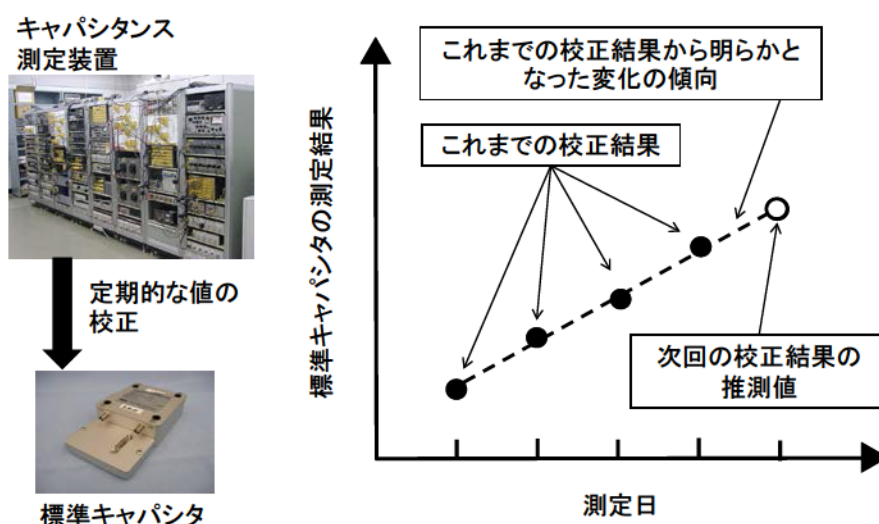 キャパシタンス
測定装置
定期的な値の
校正
標準キャパシタ
標準キャパシタの測定結果
これまでの校正結果から明らかと
なった変化の傾向
これまでの校正結果
次回の校正結果の
推測値
測定日